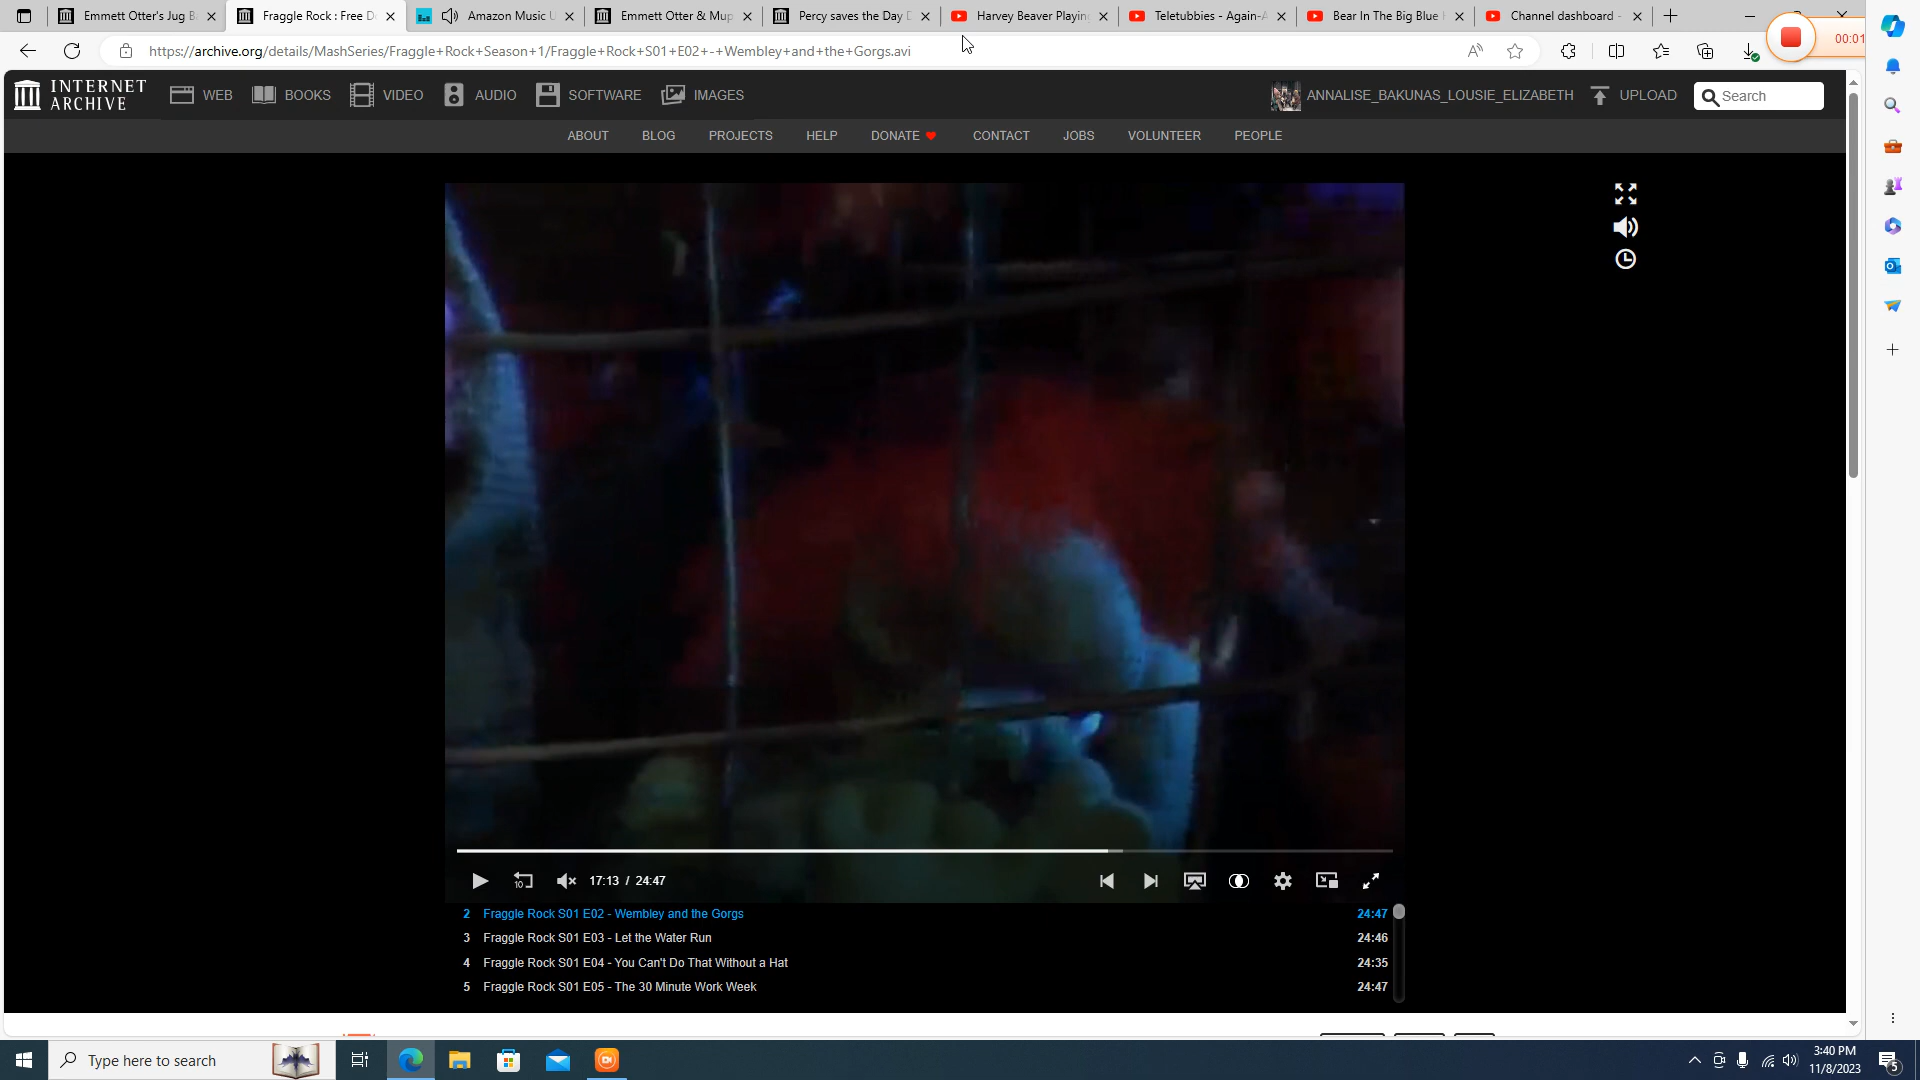 Emmett Otter's Jug B
Fraggle Rock : Free D
Amazon Music U
Emmett Otter & Mup
Percy saves the Day D
Harvey Beaver Playin
Teletubbies - Again-A
Bear In The Big Blue H
Channel dashboard -
https://archive.org/details/MashSeries/Fraggle+Rock+Season+1/Fraggle+Rock+S01+E02+-+Wembley+and+the+Gorgs.avi
00:01
INTERNET ARCHIVE
WEB
BOOKS
VIDEO
AUDIO
SOFTWARE
IMAGES
ANNALISE_BAKUNAS_LOUSIE_ELIZABETH
UPLOAD
Search
ABOUT
BLOG
PROJECTS
HELP
DONATE
CONTACT
JOBS
VOLUNTEER
PEOPLE
10
17:13 / 24:47
2 Fraggle Rock S01 E02 - Wembley and the Gorgs 24:47
3 Fraggle Rock S01 E03 - Let the Water Run 24:46
4 Fraggle Rock S01 E04 - You Can't Do That Without a Hat 24:35
5 Fraggle Rock S01 E05 - The 30 Minute Work Week 24:47
Type here to search
3:40 PM
11/8/2023
5